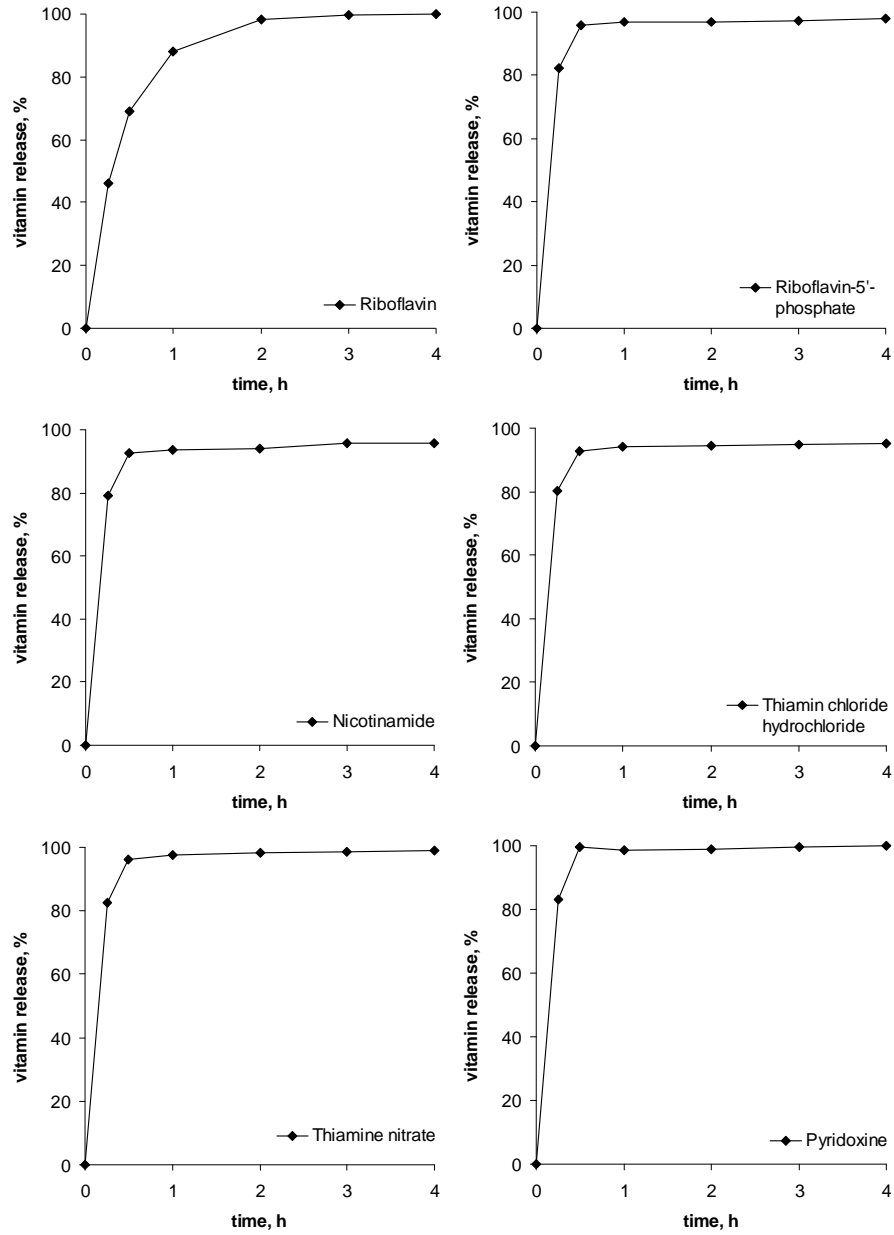 100
80
60
40
20
0
vitamin release, %
Riboflavin
0 1 2 3 4
time, h
100
80
60
40
20
0
vitamin release, %
Riboflavin-5'-
phosphate
0 1 2 3 4
time, h
100
80
60
40
20
0
vitamin release, %
Nicotinamide
0 1 2 3 4
time, h
100
80
60
40
20
0
vitamin release, %
Thiamin chloride
hydrochloride
0 1 2 3 4
time, h
100
80
60
40
20
0
vitamin release, %
Thiamine nitrate
0 1 2 3 4
time, h
100
80
60
40
20
0
vitamin release, %
Pyridoxine
0 1 2 3 4
time, h